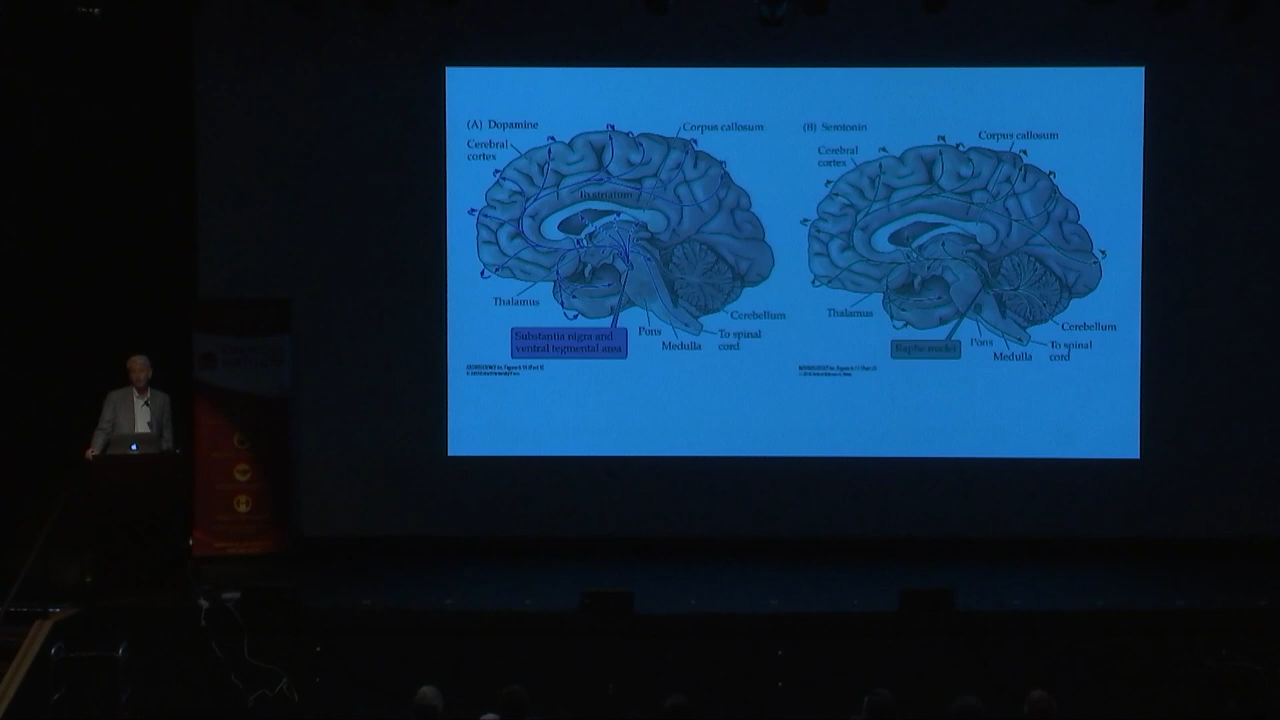 (A) Dopamine
Corpus callosum
Cerebral
cortex
To striatum
Thalamus
Substantia nigra and
ventral tegmental area
Pons
Medulla
To spinal
cord
Cerebellum
(B) Serotonin
Corpus callosum
Cerebral
cortex
Thalamus
Raphe nuclei
Pons
Medulla
To spinal
cord
Cerebellum